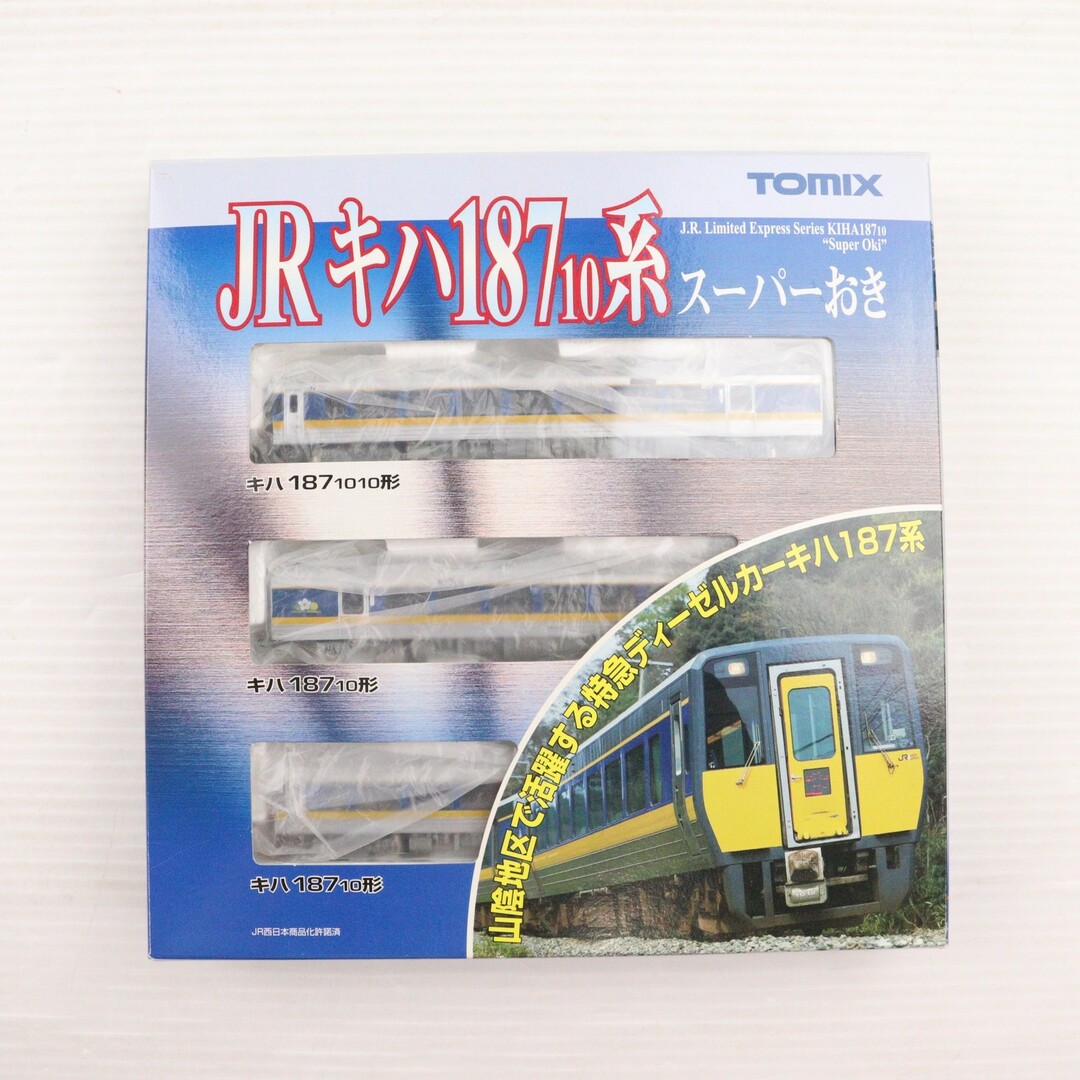 TOMIX
JRキハ187₁₀系
J.R. Limited Express Series KIHA187₁₀
"Super Oki"
スーパーおき
キハ187₁₀₁₀形
山陰地区で活躍する特急ディーゼルカーキハ187系
キハ187₁₀形
JR
キハ187₁₀形
JR西日本商品化許諾済